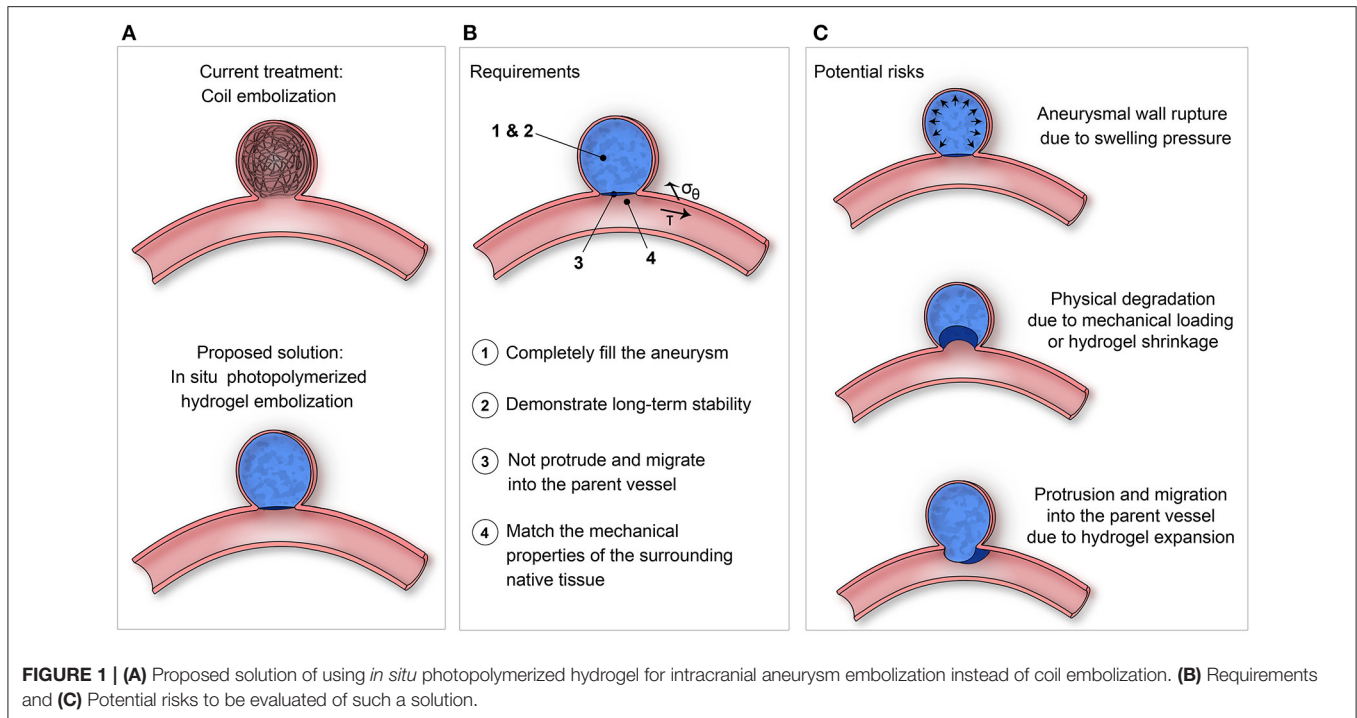 A
Current treatment:
Coil embolization
Proposed solution:
In situ photopolymerized
hydrogel embolization
B
Requirements
1 & 2
σθ
τ
3
4
1 Completely fill the aneurysm
2 Demonstrate long-term stability
3 Not protrude and migrate
into the parent vessel
4 Match the mechanical
properties of the surrounding
native tissue
C
Potential risks
Aneurysmal wall rupture
due to swelling pressure
Physical degradation
due to mechanical loading
or hydrogel shrinkage
Protrusion and migration
into the parent vessel
due to hydrogel expansion
FIGURE 1 | (A) Proposed solution of using in situ photopolymerized hydrogel for intracranial aneurysm embolization instead of coil embolization. (B) Requirements
and (C) Potential risks to be evaluated of such a solution.